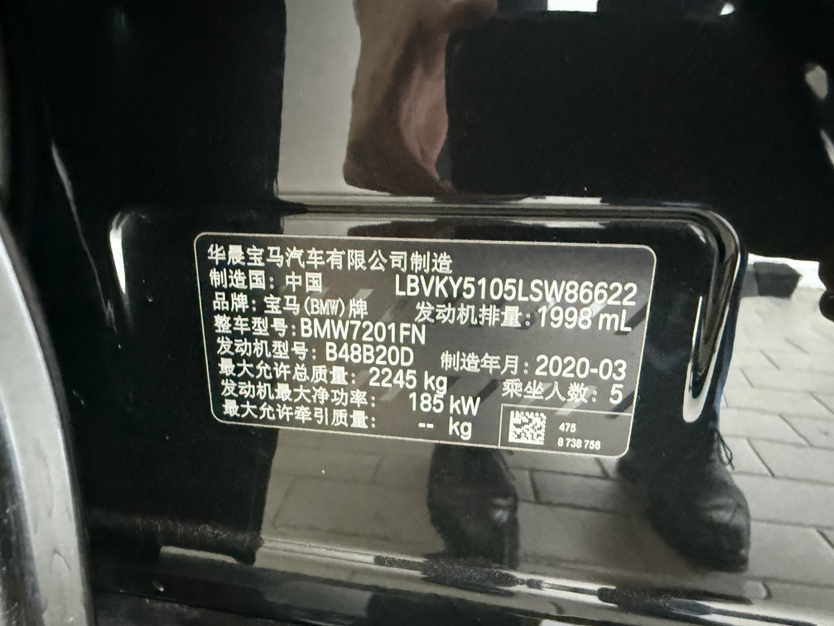 华晨宝马汽车有限公司制造
制造国: 中国 LBVKY5105LSW86622
品牌: 宝马(BMW)牌 发动机排量: 1998 mL
整车型号: BMW7201FN
发动机型号: B48B20D 制造年月: 2020-03
最大允许总质量: 2245 kg 乘坐人数: 5
发动机最大净功率: 185 kW
最大允许牵引质量: -- kg
475
8 738 756